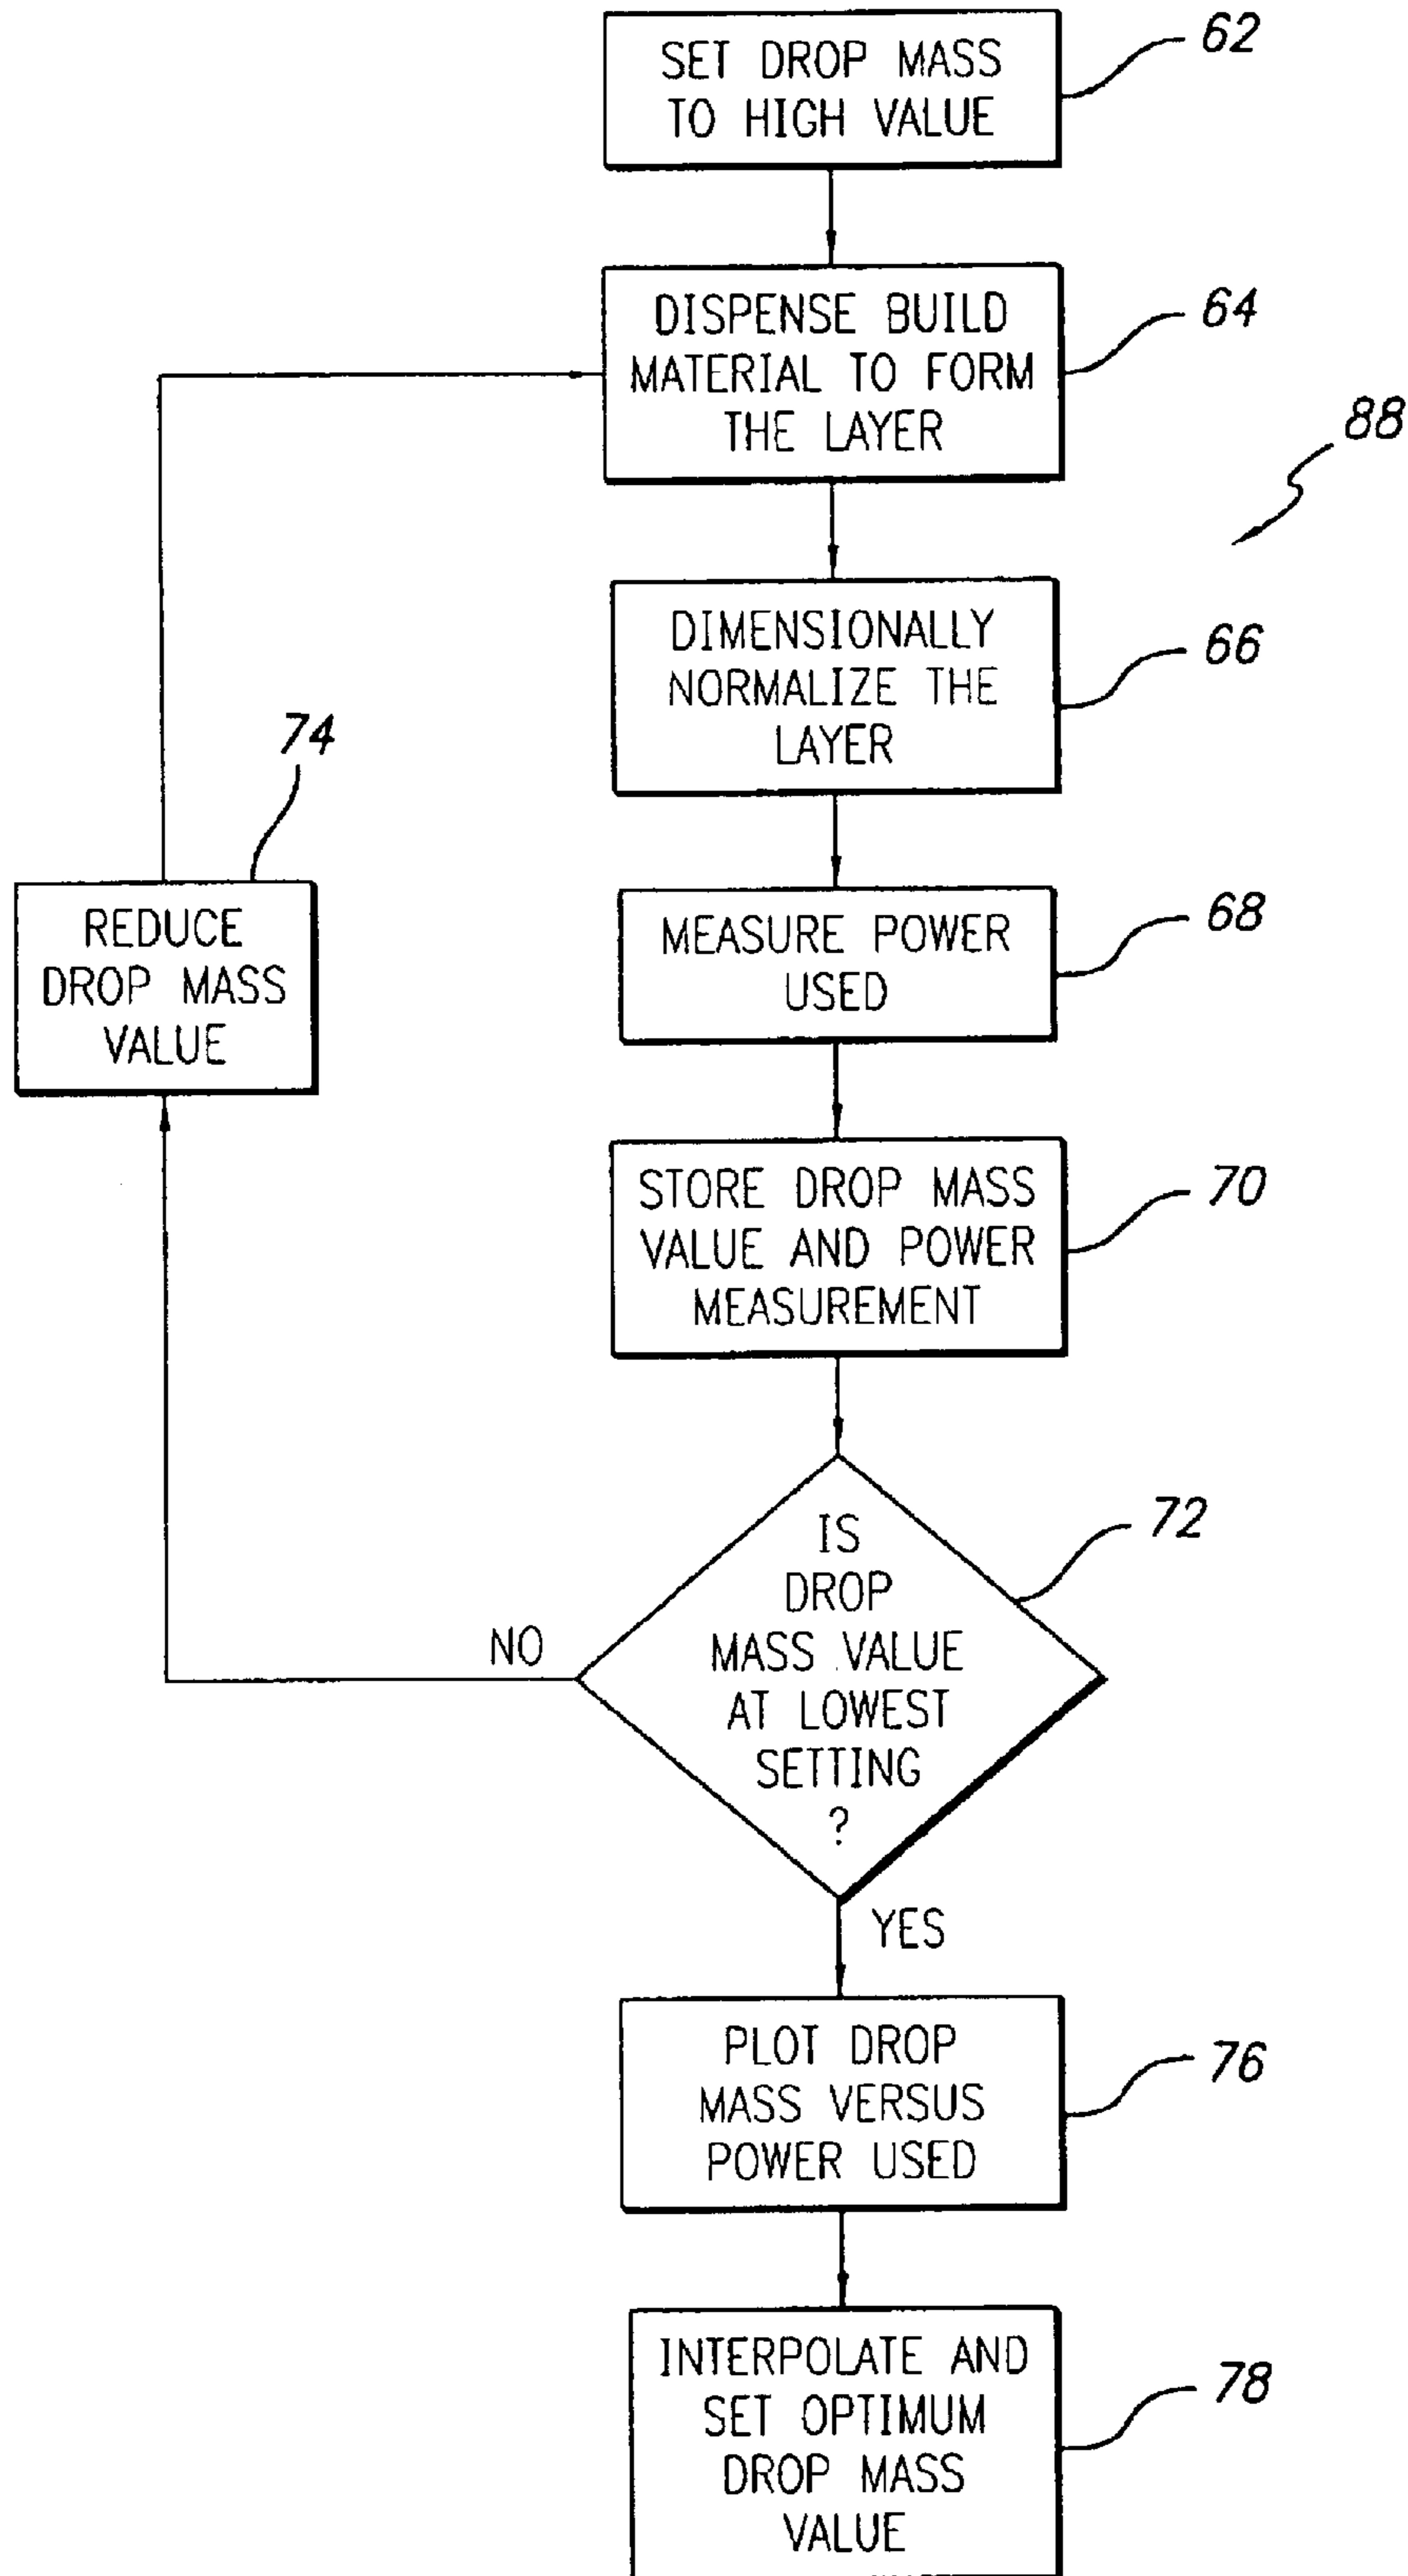 SET DROP MASS
TO HIGH VALUE
62
DISPENSE BUILD
MATERIAL TO FORM
THE LAYER
64
88
DIMENSIONALLY
NORMALIZE THE
LAYER
66
74
REDUCE
DROP MASS
VALUE
MEASURE POWER
USED
68
STORE DROP MASS
VALUE AND POWER
MEASUREMENT
70
IS
DROP
MASS VALUE
AT LOWEST
SETTING
?
72
NO
YES
PLOT DROP
MASS VERSUS
POWER USED
76
INTERPOLATE AND
SET OPTIMUM
DROP MASS
VALUE
78